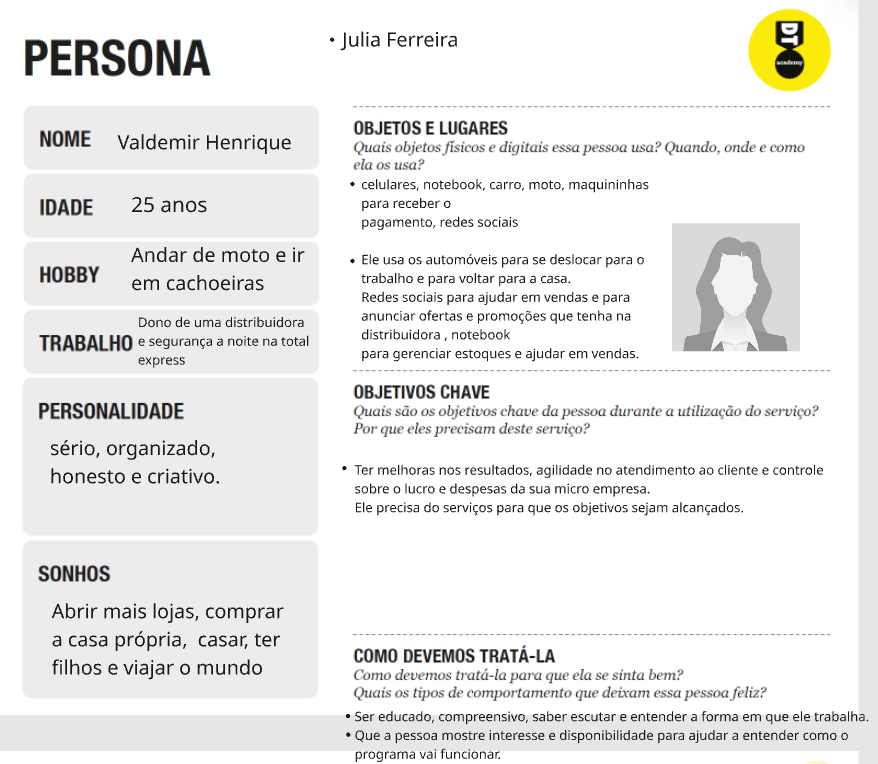 PERSONA
• Julia Ferreira
DT
academy
NOME Valdemir Henrique
IDADE 25 anos
HOBBY Andar de moto e ir
em cachoeiras
TRABALHO Dono de uma distribuidora
e segurança a noite na total
express
PERSONALIDADE
sério, organizado,
honesto e criativo.
SONHOS
Abrir mais lojas, comprar
a casa própria, casar, ter
filhos e viajar o mundo
OBJETOS E LUGARES
Quais objetos físicos e digitais essa pessoa usa? Quando, onde e como
ela os usa?
• celulares, notebook, carro, moto, maquininhas
para receber o
pagamento, redes sociais
• Ele usa os automóveis para se deslocar para o
trabalho e para voltar para a casa.
Redes sociais para ajudar em vendas e para
anunciar ofertas e promoções que tenha na
distribuidora , notebook
para gerenciar estoques e ajudar em vendas.
OBJETIVOS CHAVE
Quais são os objetivos chave da pessoa durante a utilização do serviço?
Por que eles precisam deste serviço?
• Ter melhoras nos resultados, agilidade no atendimento ao cliente e controle
sobre o lucro e despesas da sua micro empresa.
Ele precisa do serviços para que os objetivos sejam alcançados.
COMO DEVEMOS TRATÁ-LA
Como devemos tratá-la para que ela se sinta bem?
Quais os tipos de comportamento que deixam essa pessoa feliz?
• Ser educado, compreensivo, saber escutar e entender a forma em que ele trabalha.
• Que a pessoa mostre interesse e disponibilidade para ajudar a entender como o
programa vai funcionar.